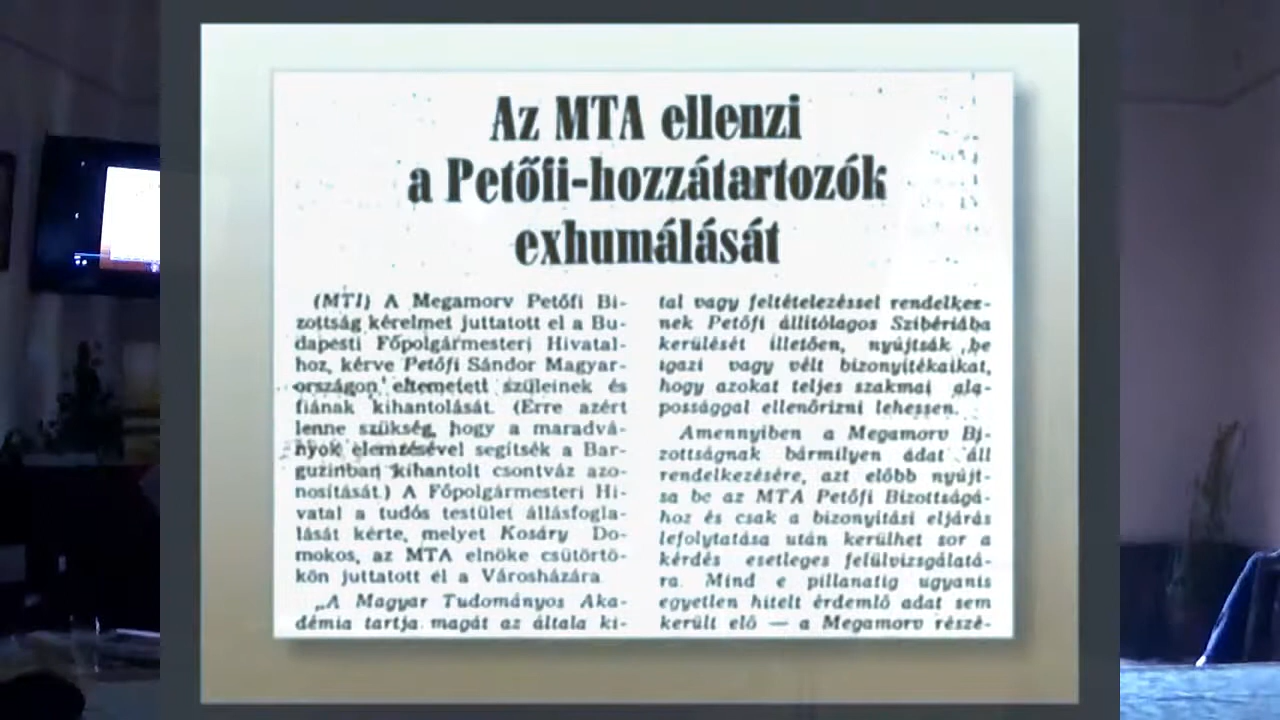 Az MTA ellenzi
a Petőfi-hozzátartozók
exhumálását
(MTI) A Megamorv Petőfi Bi-
zottság kérelmet juttatott el a Bu-
dapesti Főpolgármesteri Hivatal-
hoz, kérve Petőfi Sándor Magyar-
országon eltemetett szüleinek és
fiának kihantolását. (Erre azért
lenne szükség, hogy a maradvá-
nyok elemzésével segítsék a Bar-
guzinban kihantolt csontváz azo-
nosítását.) A Főpolgármesteri Hi-
vatal a tudós testület állásfogla-
lását kérte, melyet Kosáry Do-
mokos, az MTA elnöke csütörtö-
kön juttatott el a Városházára.
„A Magyar Tudományos Aka-
démia tartja magát az általa ki-
tal vagy feltételezéssel rendelkez-
nek Petőfi állítólagos Szibériába
kerülését illetően, nyújtsák be
igazi vagy vélt bizonyítékaikat,
hogy azokat teljes szakmai ala-
possággal ellenőrizni lehessen.
Amennyiben a Megamorv Bi-
zottságnak bármilyen adat áll
rendelkezésére, azt előbb nyújt-
sa be az MTA Petőfi Bizottságá-
hoz és csak a bizonyítási eljárás
lefolytatása után kerülhet sor a
kérdés esetleges felülvizsgálatá-
ra. Mind e pillanatig ugyanis
egyetlen hitelt érdemlő adat sem
került elő — a Megamorv részé-